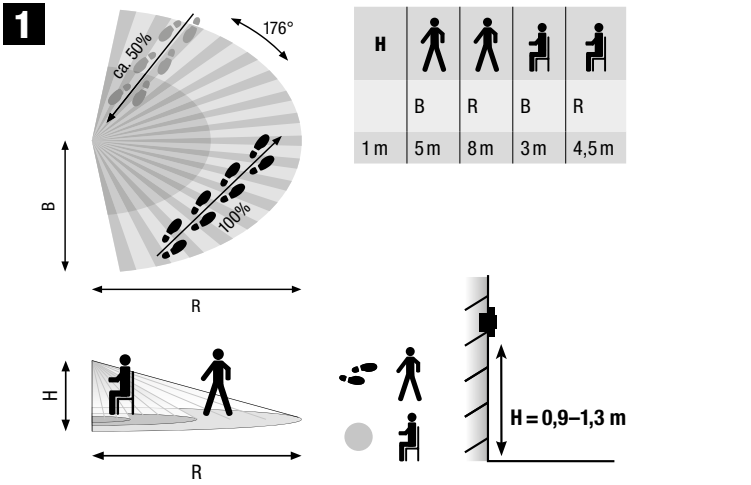 1
ca. 50%
176°
100%
B
R
H
B R B R
1 m 5 m 8 m 3 m 4,5 m
H
R
H = 0,9–1,3 m